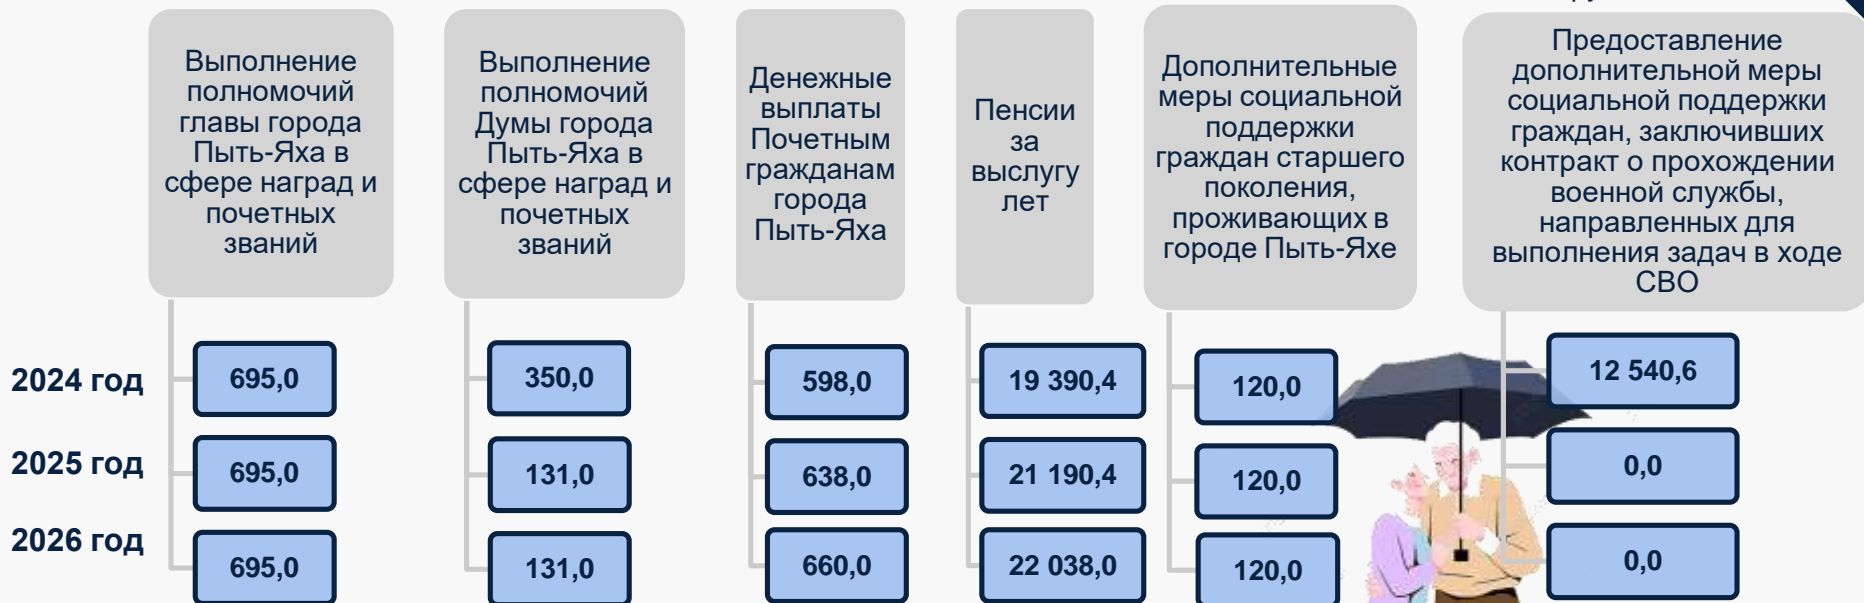 Выполнение
полномочий
главы города
Пыть-Яха в
сфере наград и
почетных
званий
Выполнение
полномочий
Думы города
Пыть-Яха в
сфере наград и
почетных
званий
Денежные
выплаты
Почетным
гражданам
города
Пыть-Яха
Пенсии
за
выслугу
лет
Дополнительные
меры социальной
поддержки
граждан старшего
поколения,
проживающих в
городе Пыть-Яхе
Предоставление
дополнительной меры
социальной поддержки
граждан, заключивших
контракт о прохождении
военной службы,
направленных для
выполнения задач в ходе
СВО
2024 год 695,0 350,0 598,0 19 390,4 120,0 12 540,6
2025 год 695,0 131,0 638,0 21 190,4 120,0 0,0
2026 год 695,0 131,0 660,0 22 038,0 120,0 0,0